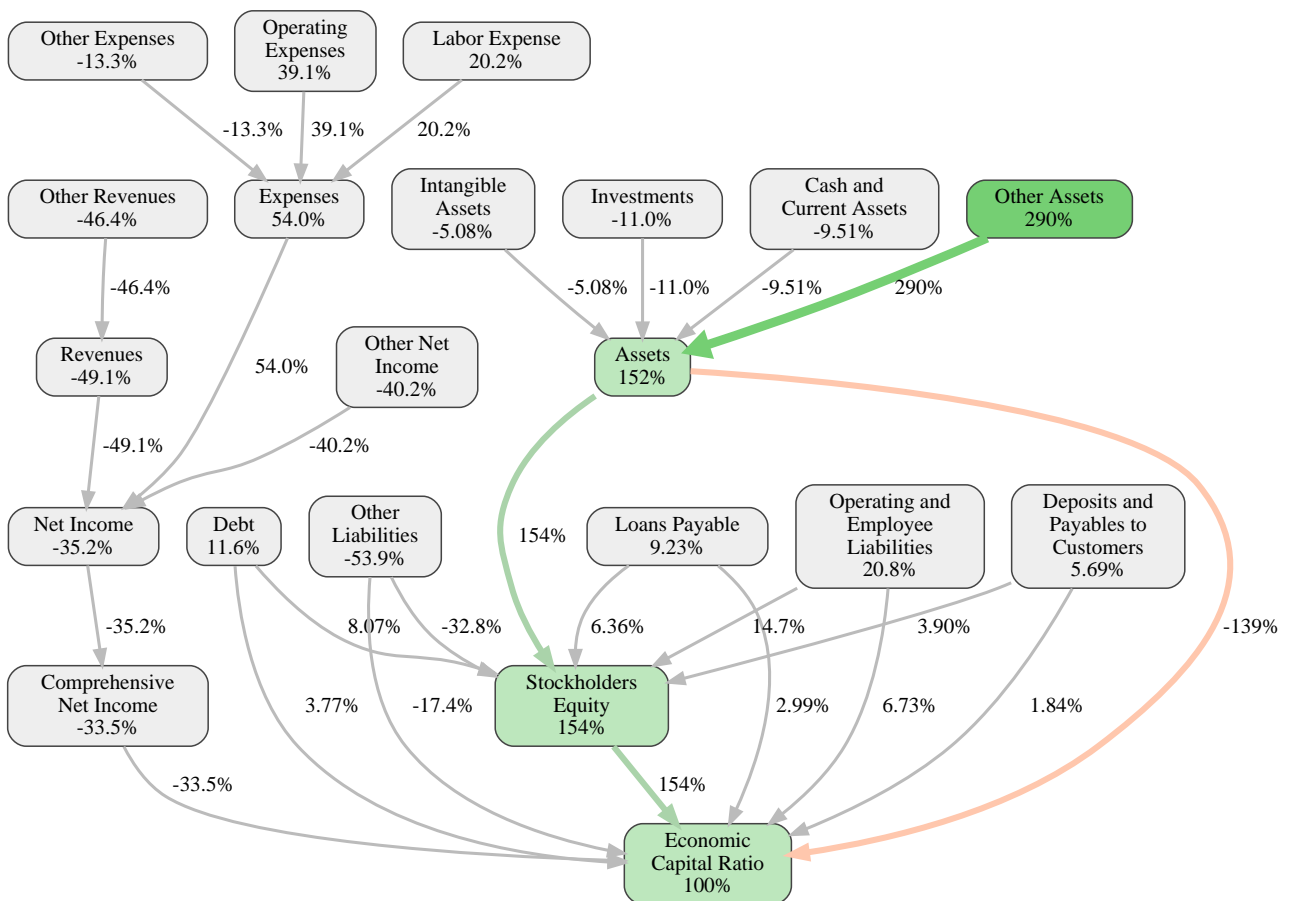 Other Expenses
-13.3%
Operating
Expenses
39.1%
Labor Expense
20.2%
-13.3%
39.1%
20.2%
Other Revenues
-46.4%
Expenses
54.0%
Intangible
Assets
-5.08%
Investments
-11.0%
Cash and
Current Assets
-9.51%
Other Assets
290%
-46.4%
-5.08%
-11.0%
-9.51%
290%
Revenues
-49.1%
54.0%
Other Net
Income
-40.2%
Assets
152%
-49.1%
-40.2%
Net Income
-35.2%
Debt
11.6%
Other
Liabilities
-53.9%
154%
Loans Payable
9.23%
Operating and
Employee
Liabilities
20.8%
Deposits and
Payables to
Customers
5.69%
-35.2%
8.07%
-32.8%
6.36%
14.7%
3.90%
-139%
Comprehensive
Net Income
-33.5%
3.77%
-17.4%
Stockholders
Equity
154%
2.99%
6.73%
1.84%
-33.5%
154%
Economic
Capital Ratio
100%